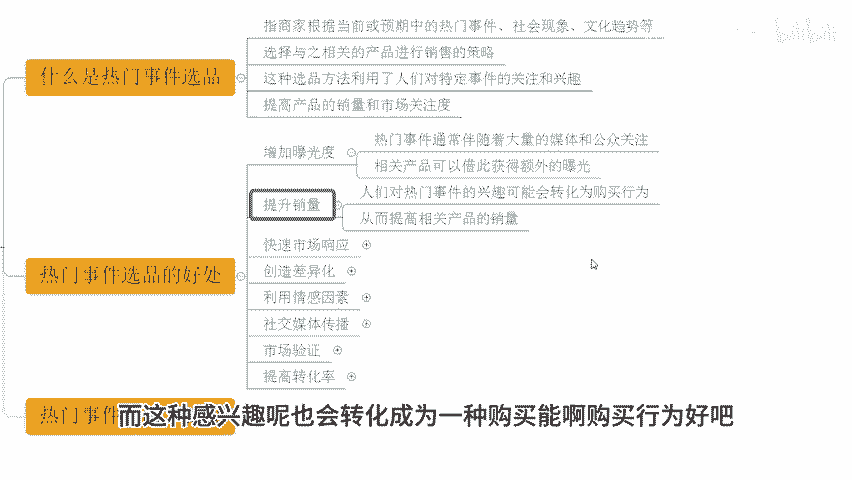 指商家根据当前或预期中的热门事件、社会现象、文化趋势等
什么是热门事件选品
选择与之相关的产品进行销售的策略
这种选品方法利用了人们对特定事件的关注和兴趣
提高产品的销量和市场关注度
增加曝光度
热门事件通常伴随着大量的媒体和公众关注
相关产品可以借此获得额外的曝光
提升销量
人们对热门事件的兴趣可能会转化为购买行为
从而提高相关产品的销量
快速市场响应
热门事件选品的好处
创造差异化
利用情感因素
社交媒体传播
市场验证
提高转化率
热门事件
而这种感兴趣呢也会转化成为一种购买能啊购买行为好吧